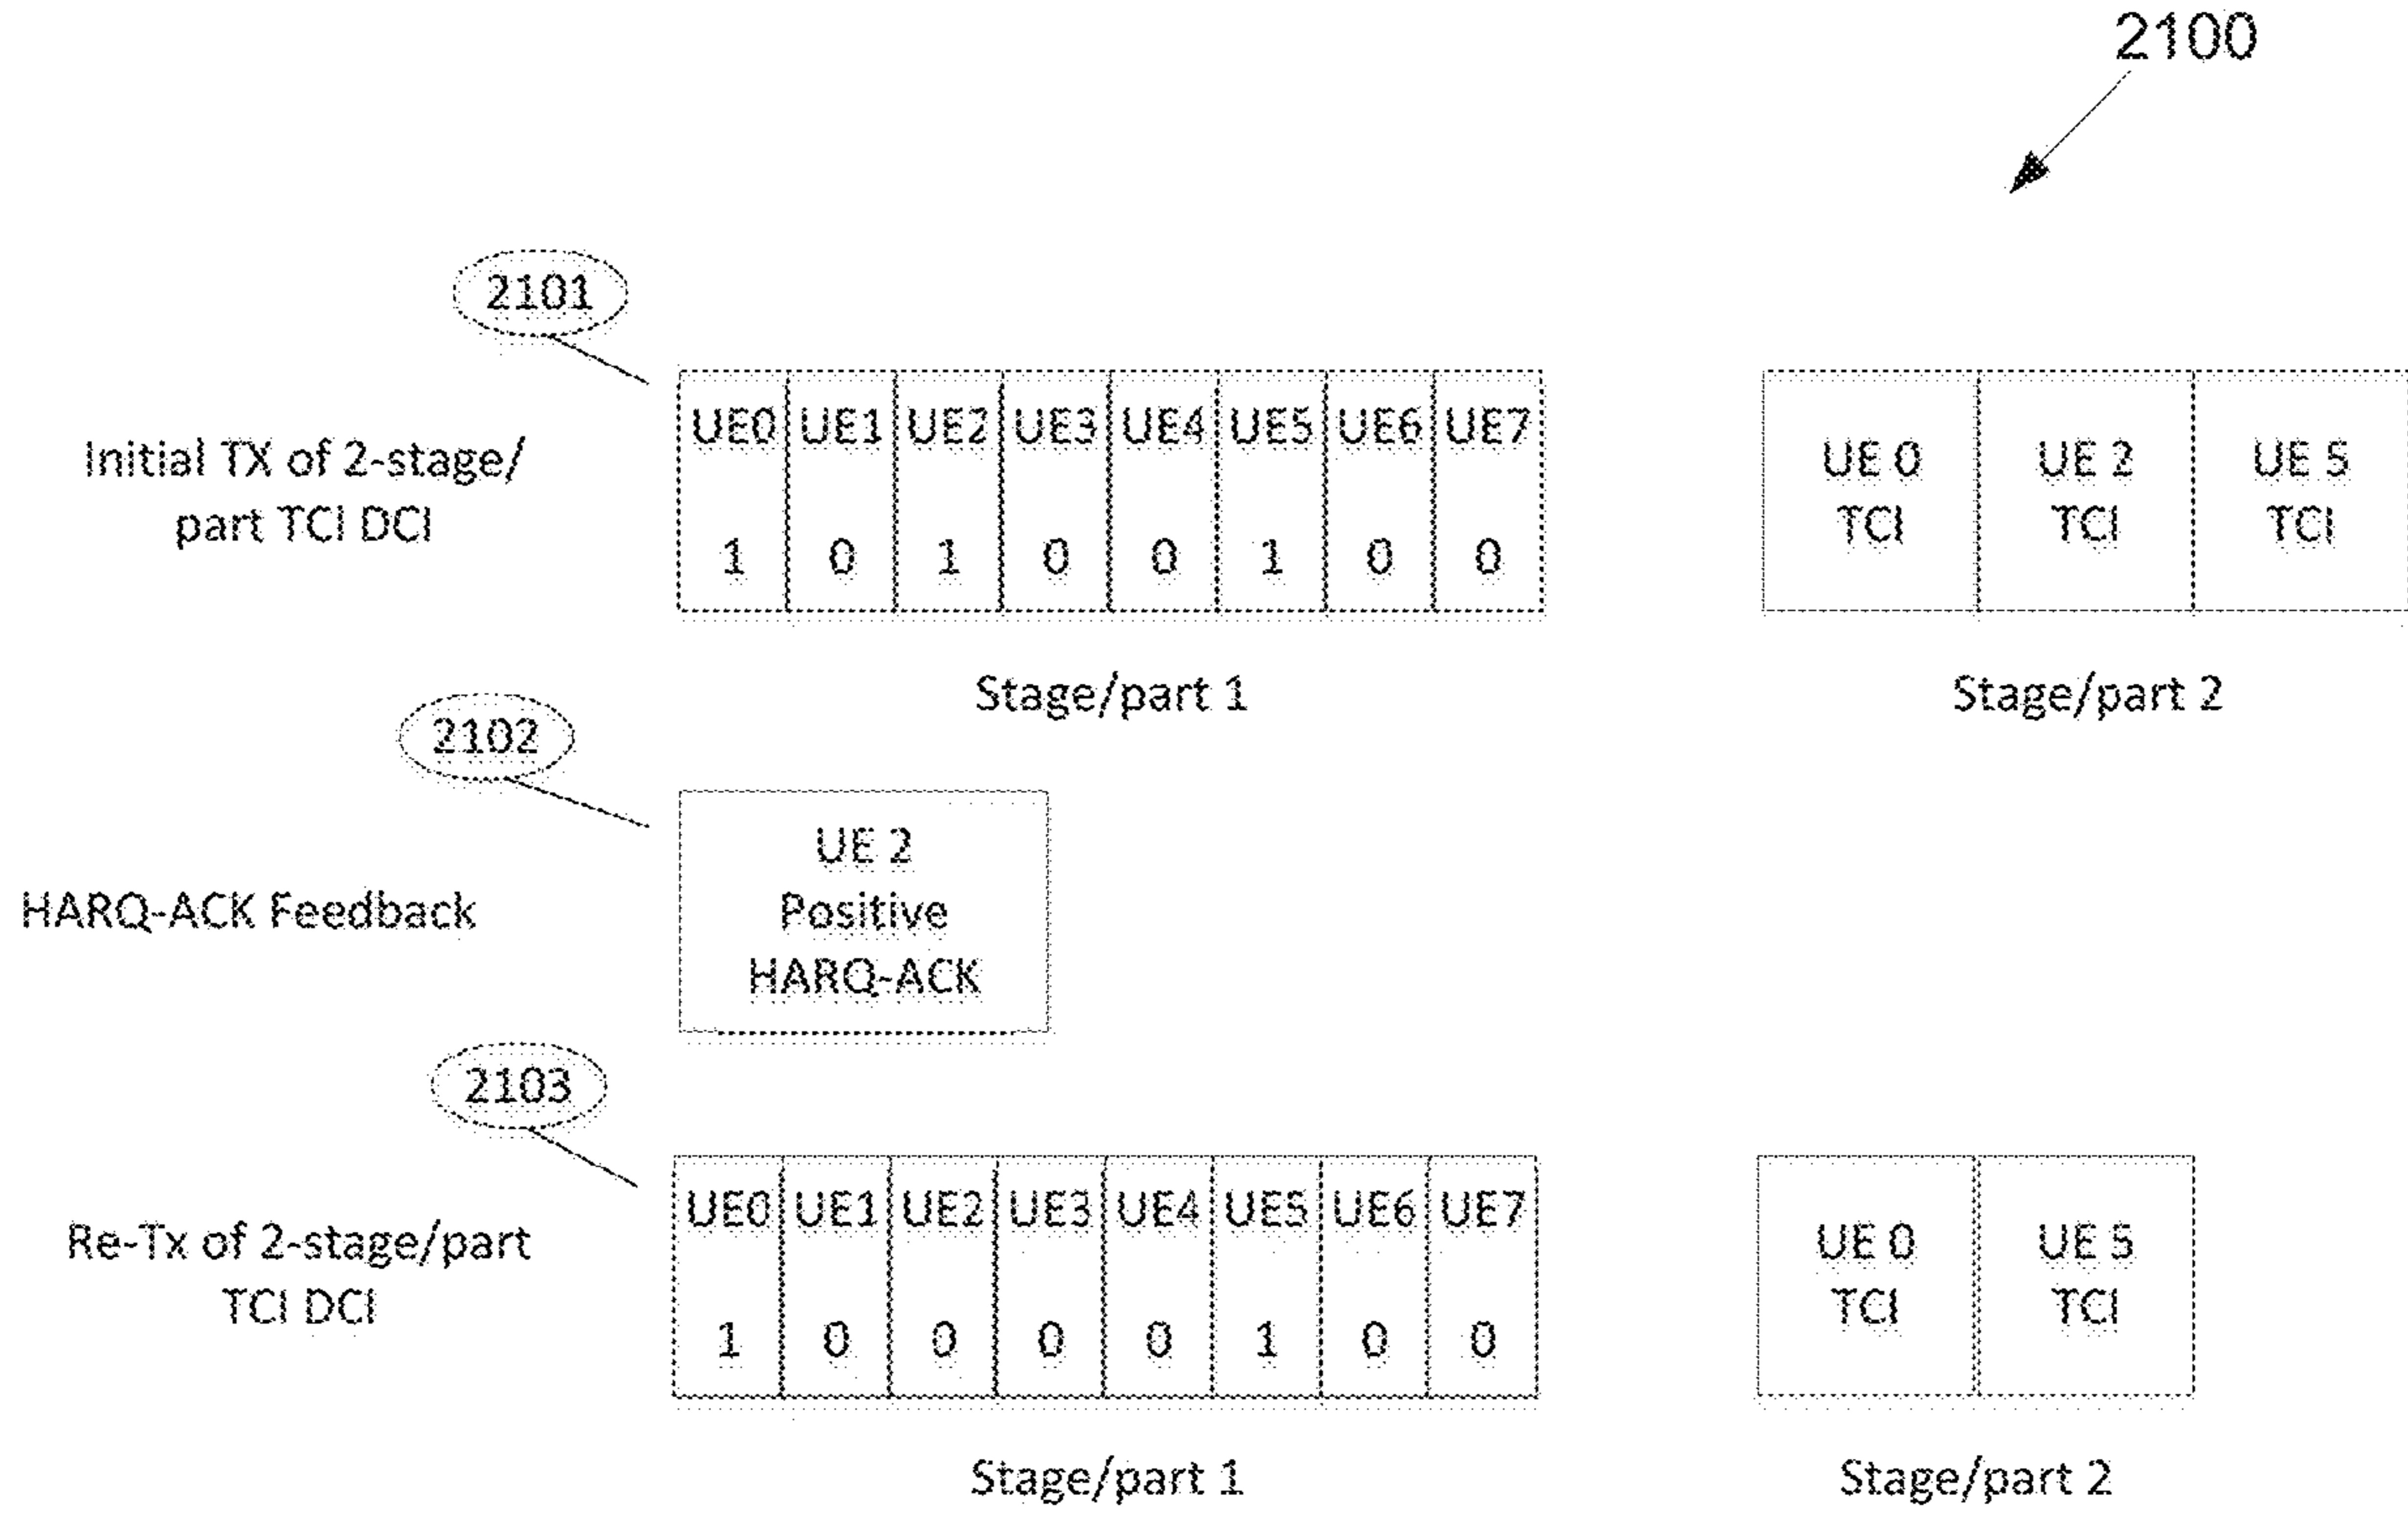 2100
2101
Initial TX of 2-stage/
part TCI DCI
UE0 UE1 UE2 UE3 UE4 UE5 UE6 UE7
1 0 1 0 0 1 0 0
UE 0 UE 2 UE 5
TCI TCI TCI
Stage/part 1 Stage/part 2
2102
HARQ-ACK Feedback
UE 2
Positive
HARQ-ACK
2103
Re-Tx of 2-stage/part
TCI DCI
UE0 UE1 UE2 UE3 UE4 UE5 UE6 UE7
1 0 0 0 0 1 0 0
UE 0 UE 5
TCI TCI
Stage/part 1 Stage/part 2